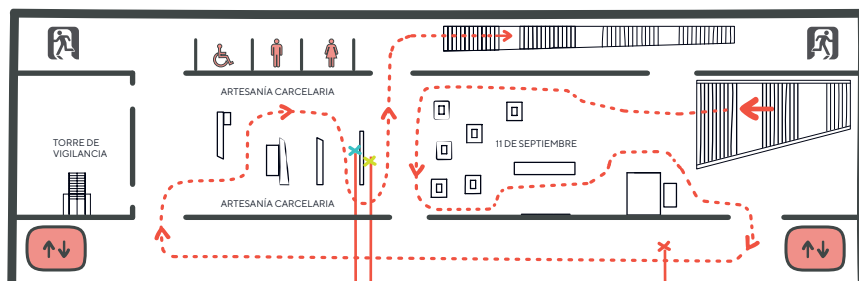 ARTESANÍA CARCELARIA
TORRE DE
VIGILANCIA
11 DE SEPTIEMBRE
ARTESANÍA CARCELARIA